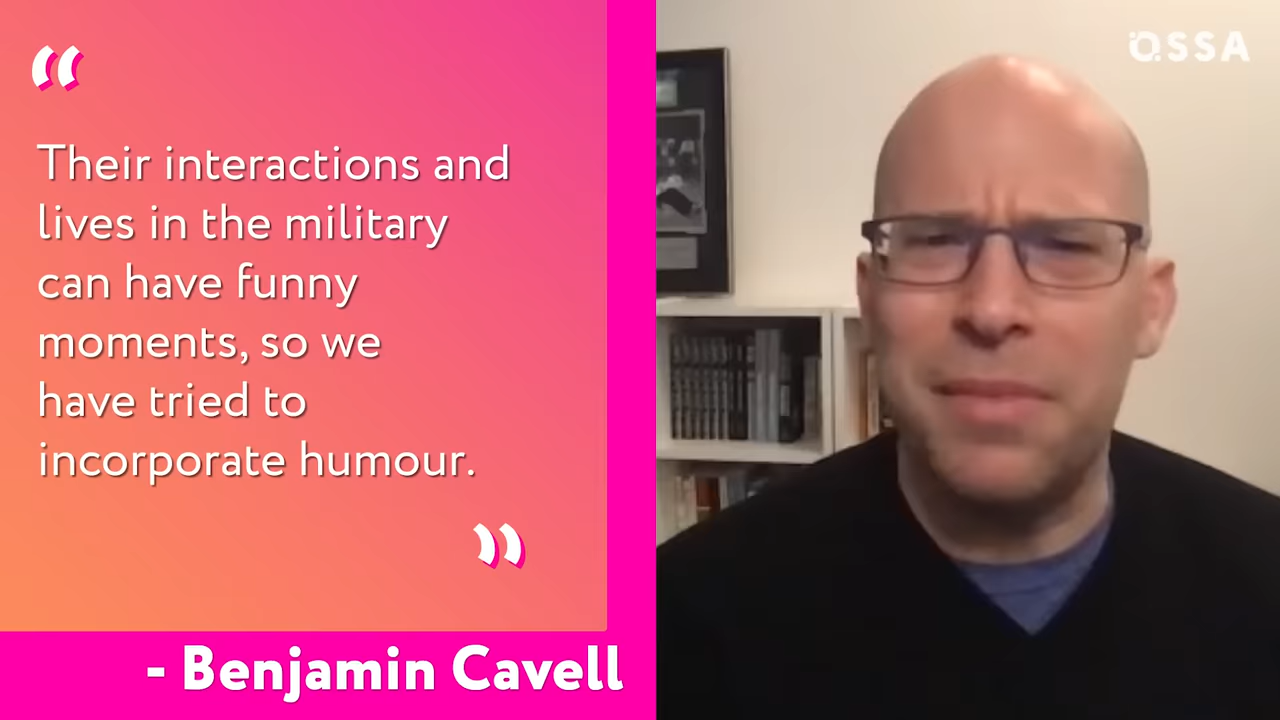 “
Their interactions and
lives in the military
can have funny
moments, so we
have tried to
incorporate humour.
”
- Benjamin Cavell
QSSA